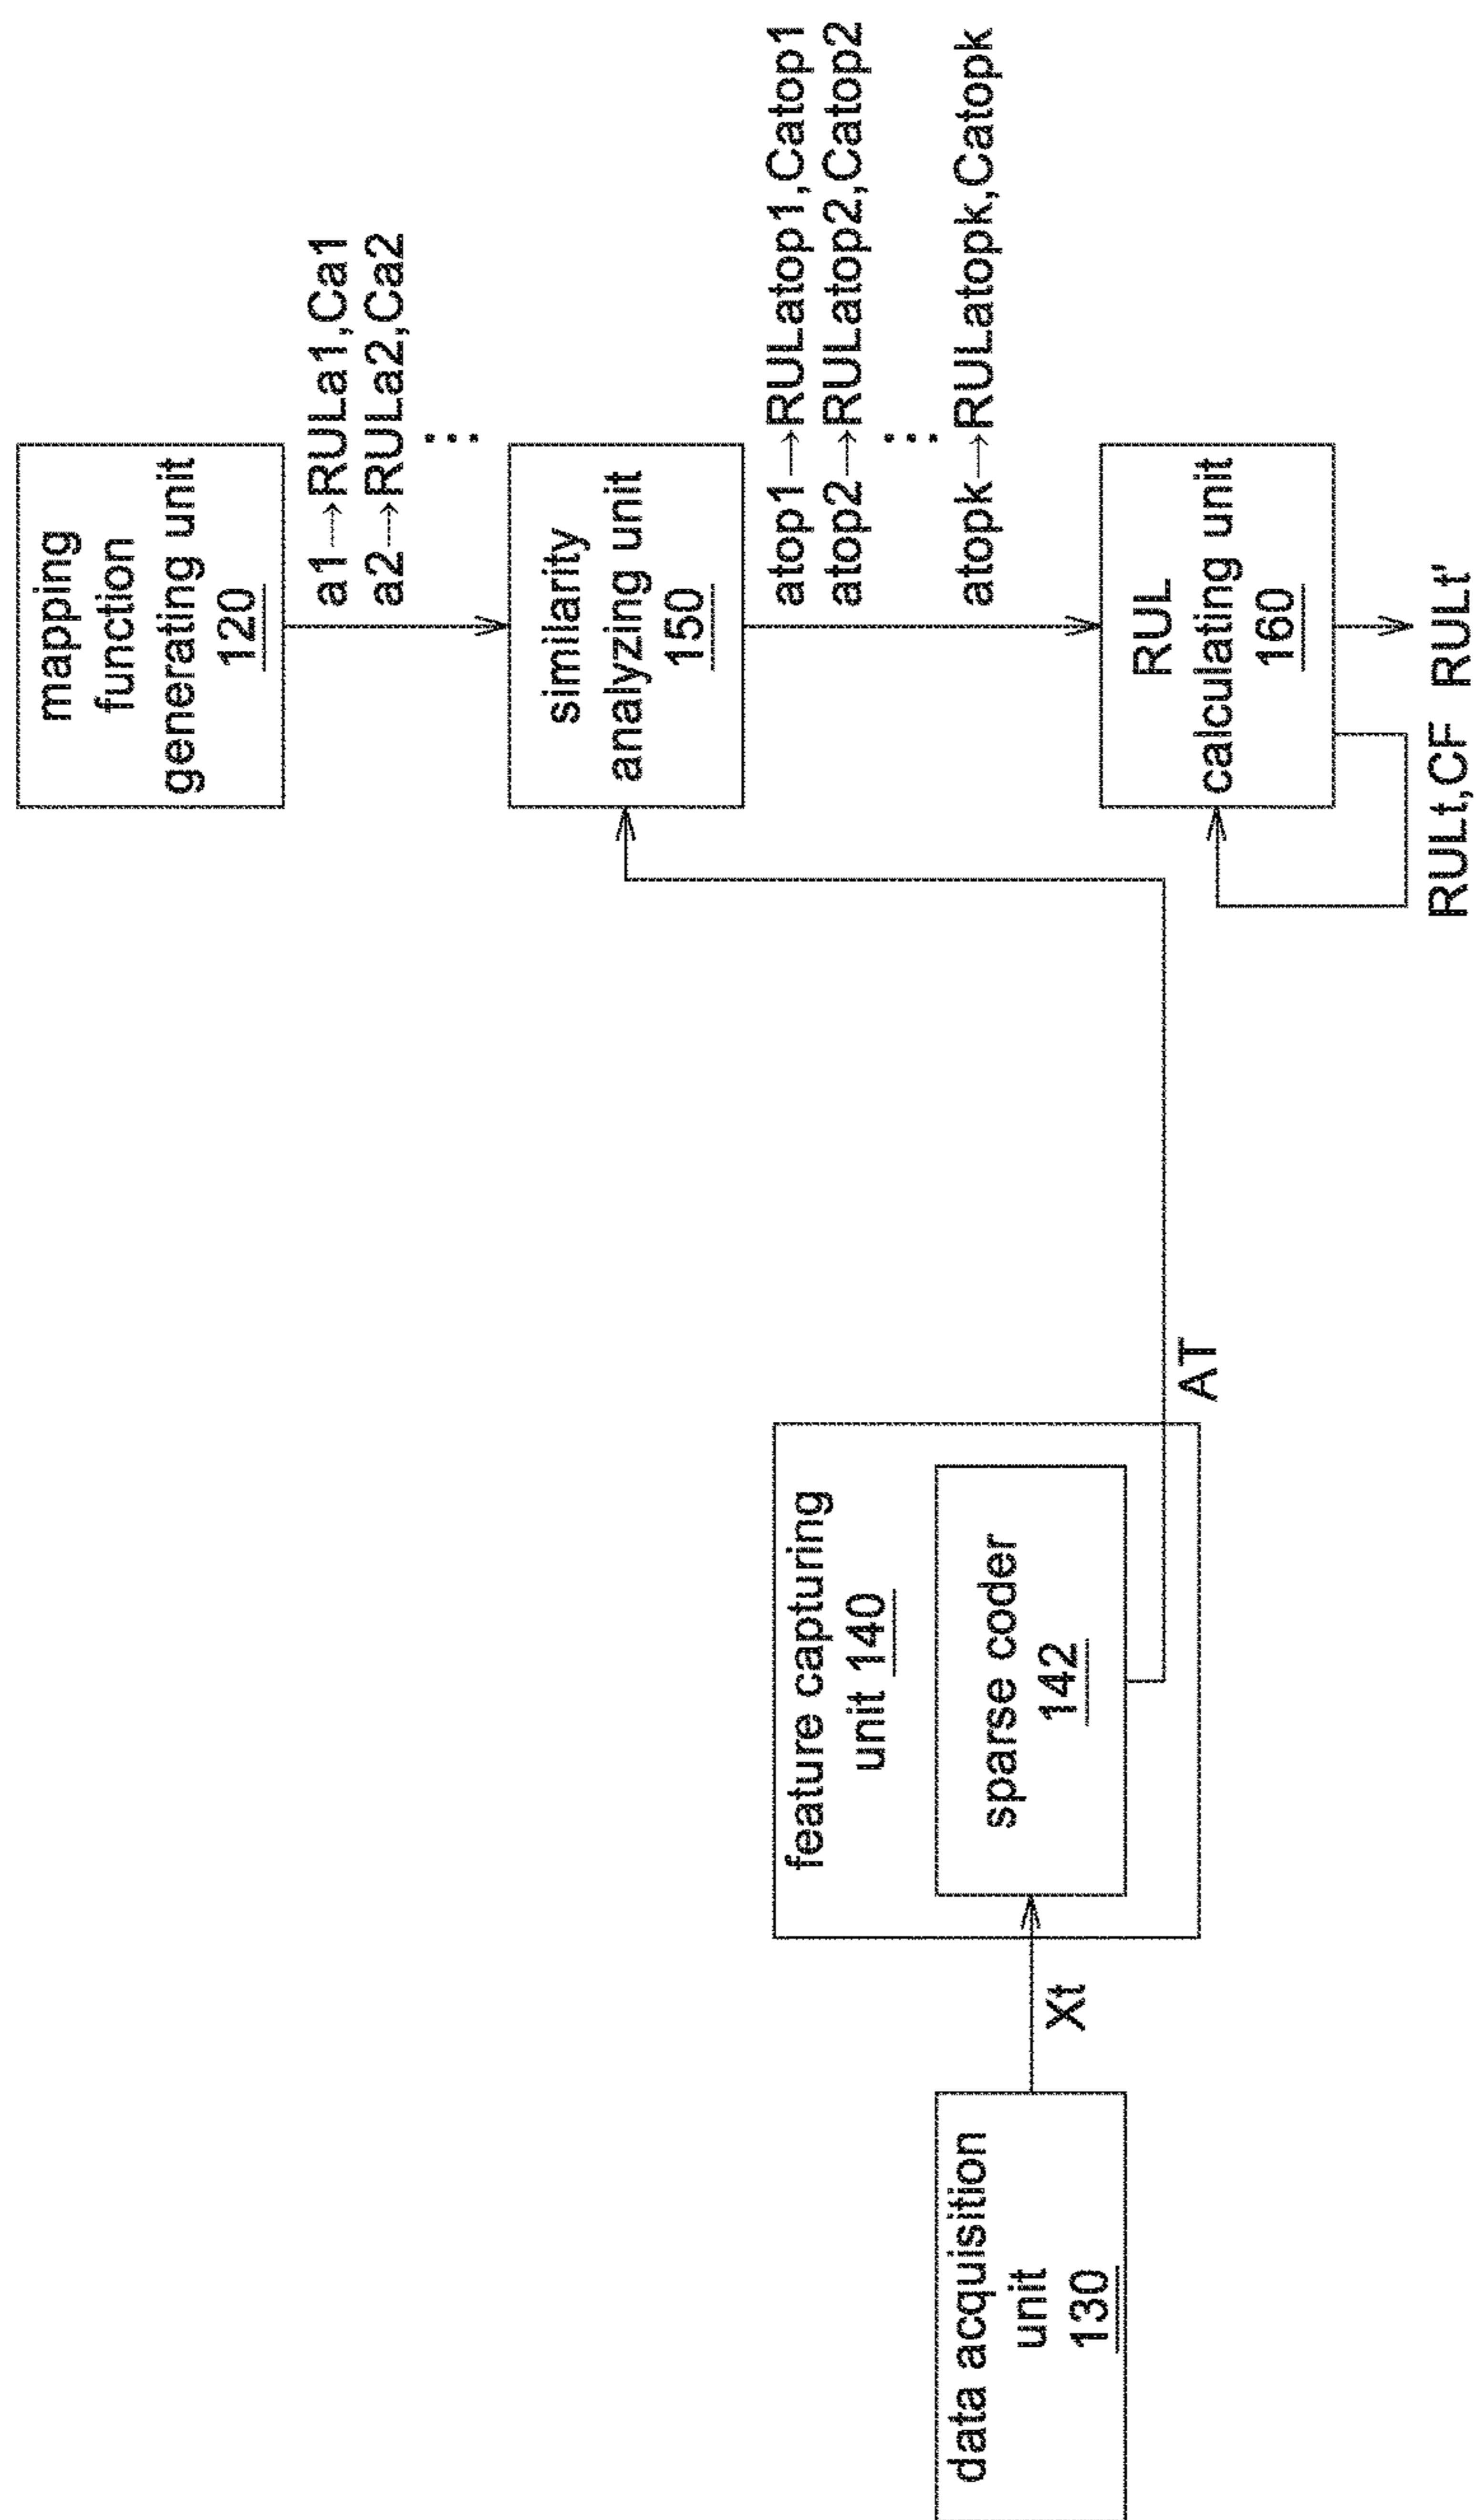 mapping
function
generating unit
120
a1→RULa1,Ca1
a2→RULa2,Ca2
⋮
similarity
analyzing unit
150
atop1→RULatop1,Catop1
atop2→RULatop2,Catop2
⋮
atopk→RULatopk,Catopk
RUL
calculating unit
160
RULt,CF RULt'
data acquisition
unit
130
Xt
feature capturing
unit 140
sparse coder
142
AT